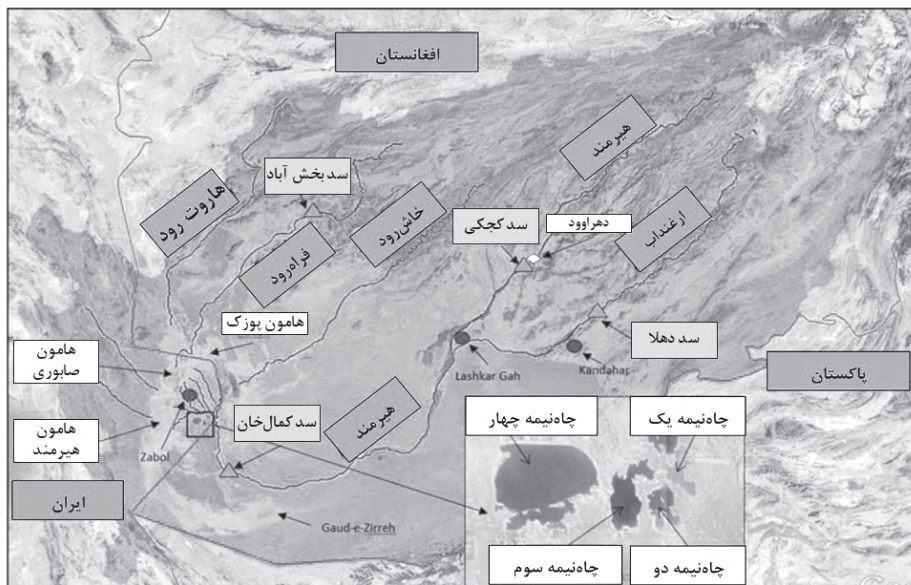 افغانستان
هیرمند
سد بخش آباد
هاروت رود
خاش‌رود
سد کجکی
دهراوود
ارغنداب
فراه‌رود
هامون پوزک
سد دهلا
هامون
صابوری
Lashkar Gah
Kandahar
پاکستان
هیرمند
سد کمال‌خان
چاه‌نیمه چهار
چاه‌نیمه یک
هامون
هیرمند
Zabol
ایران
Gaud-e-Zirreh
چاه‌نیمه سوم
چاه‌نیمه دو